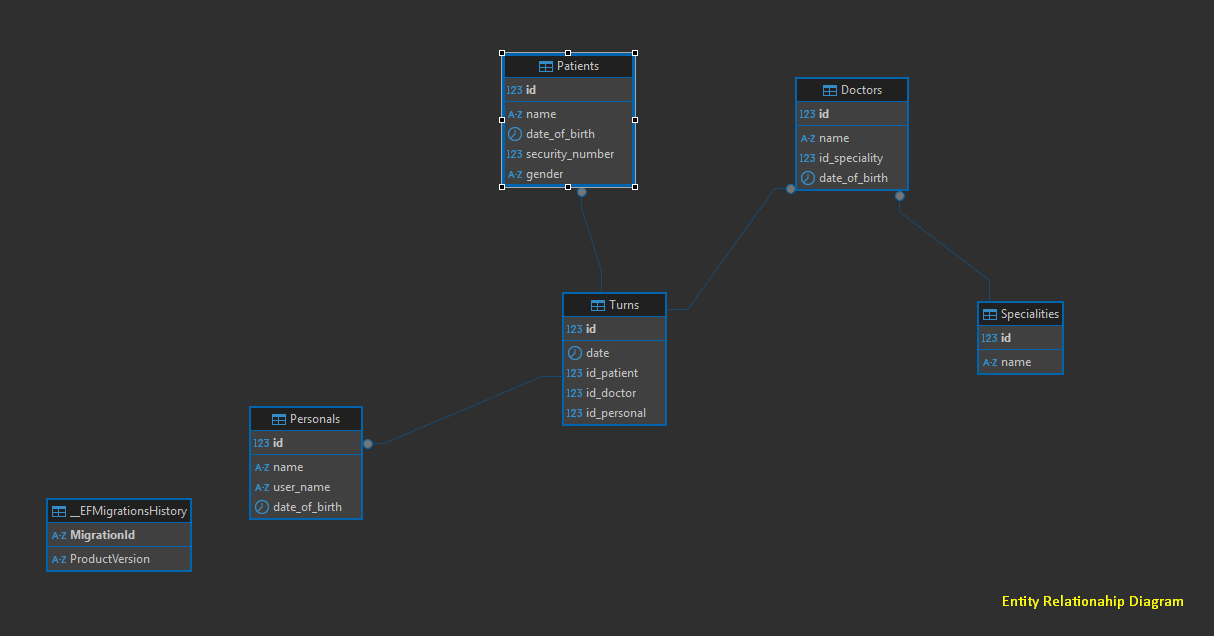 Patients
123 id
A-Z name
date_of_birth
123 security_number
A-Z gender
Doctors
123 id
A-Z name
123 id_speciality
date_of_birth
Turns
123 id
date
123 id_patient
123 id_doctor
123 id_personal
Specialities
123 id
A-Z name
Personals
123 id
A-Z name
A-Z user_name
date_of_birth
__EFMigrationsHistory
A-Z MigrationId
A-Z ProductVersion
Entity Relationahip Diagram